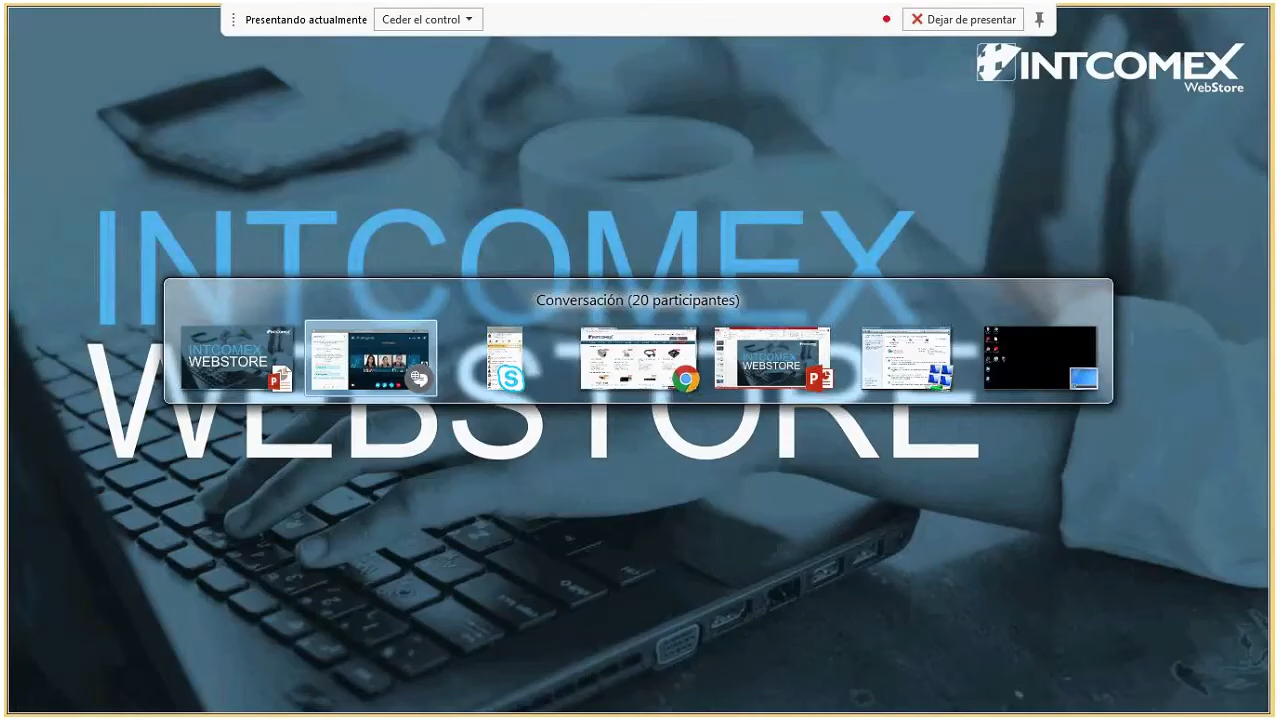 Presentando actualmente
Ceder el control
Dejar de presentar
INTCOMEX
WebStore
INTCOMEX
Conversación (20 participantes)
INTCOMEX
WEBSTORE
INTCOMEX
INTCOMEX
WEBSTORE
WEBSTORE